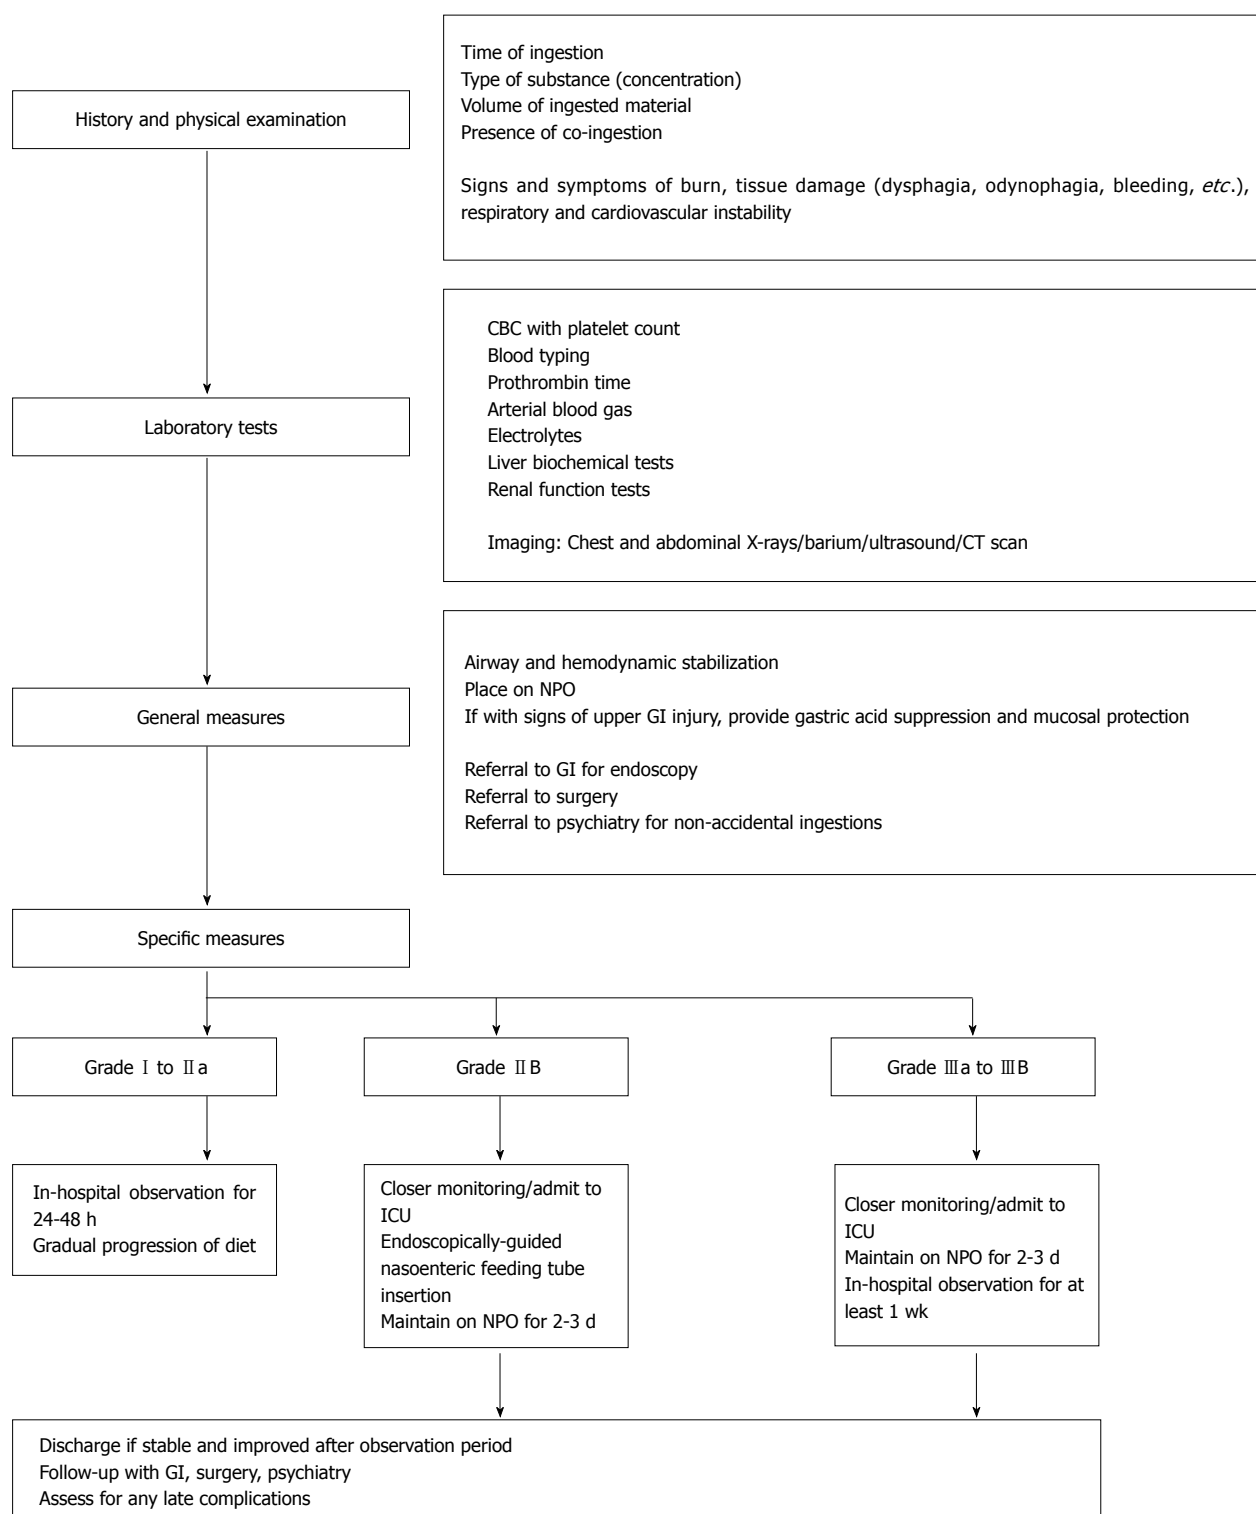 History and physical examination
Time of ingestion
Type of substance (concentration)
Volume of ingested material
Presence of co-ingestion
Signs and symptoms of burn, tissue damage (dysphagia, odynophagia, bleeding, etc.),
respiratory and cardiovascular instability
Laboratory tests
CBC with platelet count
Blood typing
Prothrombin time
Arterial blood gas
Electrolytes
Liver biochemical tests
Renal function tests
Imaging: Chest and abdominal X-rays/barium/ultrasound/CT scan
General measures
Airway and hemodynamic stabilization
Place on NPO
If with signs of upper GI injury, provide gastric acid suppression and mucosal protection
Referral to GI for endoscopy
Referral to surgery
Referral to psychiatry for non-accidental ingestions
Specific measures
Grade Ⅰ to Ⅱa
In-hospital observation for
24-48 h
Gradual progression of diet
Grade ⅡB
Closer monitoring/admit to
ICU
Endoscopically-guided
nasoenteric feeding tube
insertion
Maintain on NPO for 2-3 d
Grade Ⅲa to ⅢB
Closer monitoring/admit to
ICU
Maintain on NPO for 2-3 d
In-hospital observation for at
least 1 wk
Discharge if stable and improved after observation period
Follow-up with GI, surgery, psychiatry
Assess for any late complications